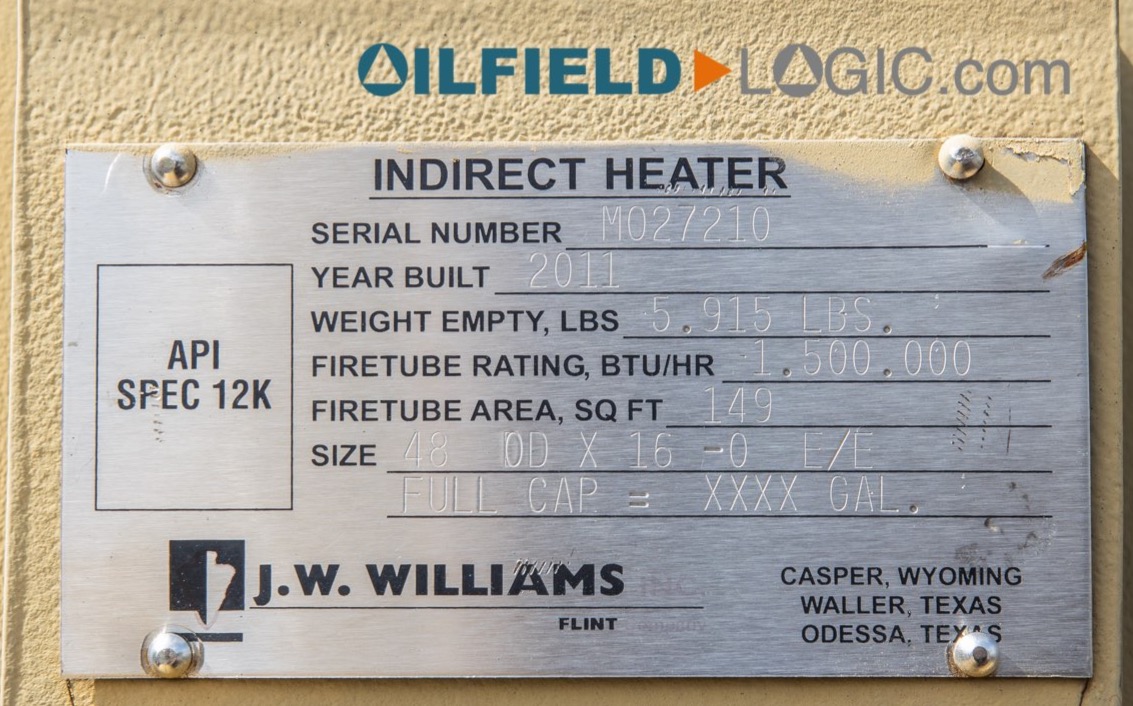 OILFIELD LOGIC.com
INDIRECT HEATER
SERIAL NUMBER M027210
YEAR BUILT 2011
WEIGHT EMPTY, LBS 5.915 LBS.
FIRETUBE RATING, BTU/HR 1.500.000
FIRETUBE AREA, SQ FT 149
SIZE 48 OD X 16 -0 E/E
FULL CAP = XXXX GAL.
API
SPEC 12K
J.W. WILLIAMS
FLINT
CASPER, WYOMING
WALLER, TEXAS
ODESSA, TEXAS